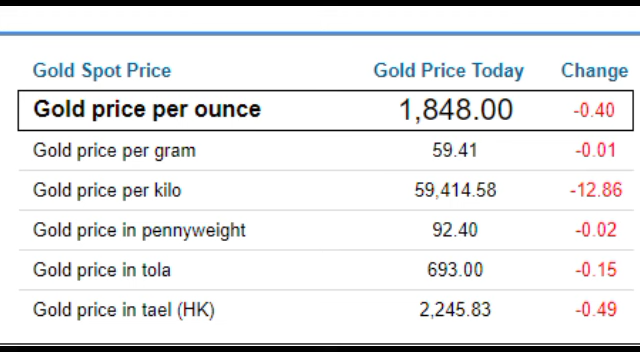 Gold Spot Price Gold Price Today Change
Gold price per ounce 1,848.00 -0.40
Gold price per gram 59.41 -0.01
Gold price per kilo 59,414.58 -12.86
Gold price in pennyweight 92.40 -0.02
Gold price in tola 693.00 -0.15
Gold price in tael (HK) 2,245.83 -0.49